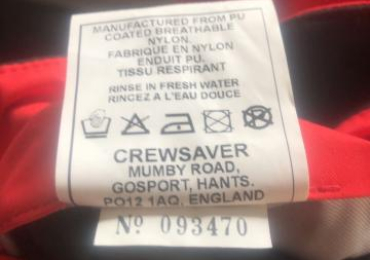 MANUFACTURED FROM PU
COATED BREATHABLE
NYLON.
FABRIQUE EN NYLON
ENDUIT PU.
TISSU RESPIRANT
RINSE IN FRESH WATER
RINCEZ A L'EAU DOUCE
CREWSAVER
MUMBY ROAD,
GOSPORT, HANTS.
PO12 1AQ, ENGLAND
Nº 093470